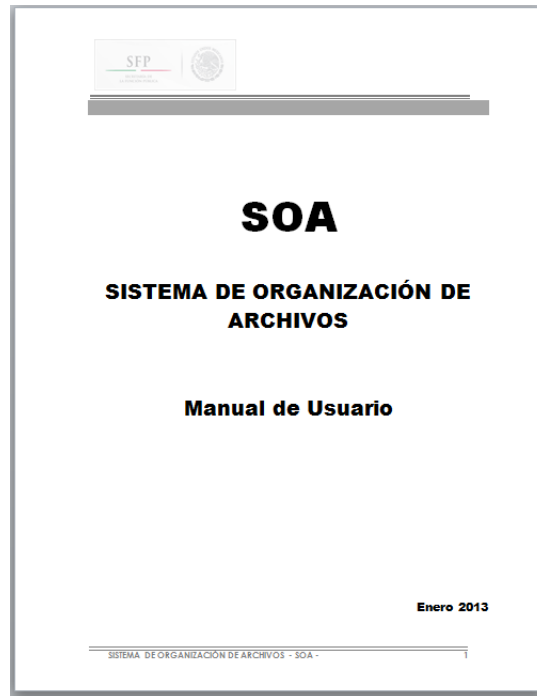 SFP
SOA
SISTEMA DE ORGANIZACIÓN DE
ARCHIVOS
Manual de Usuario
Enero 2013
SISTEMA DE ORGANIZACIÓN DE ARCHIVOS - SOA -
1